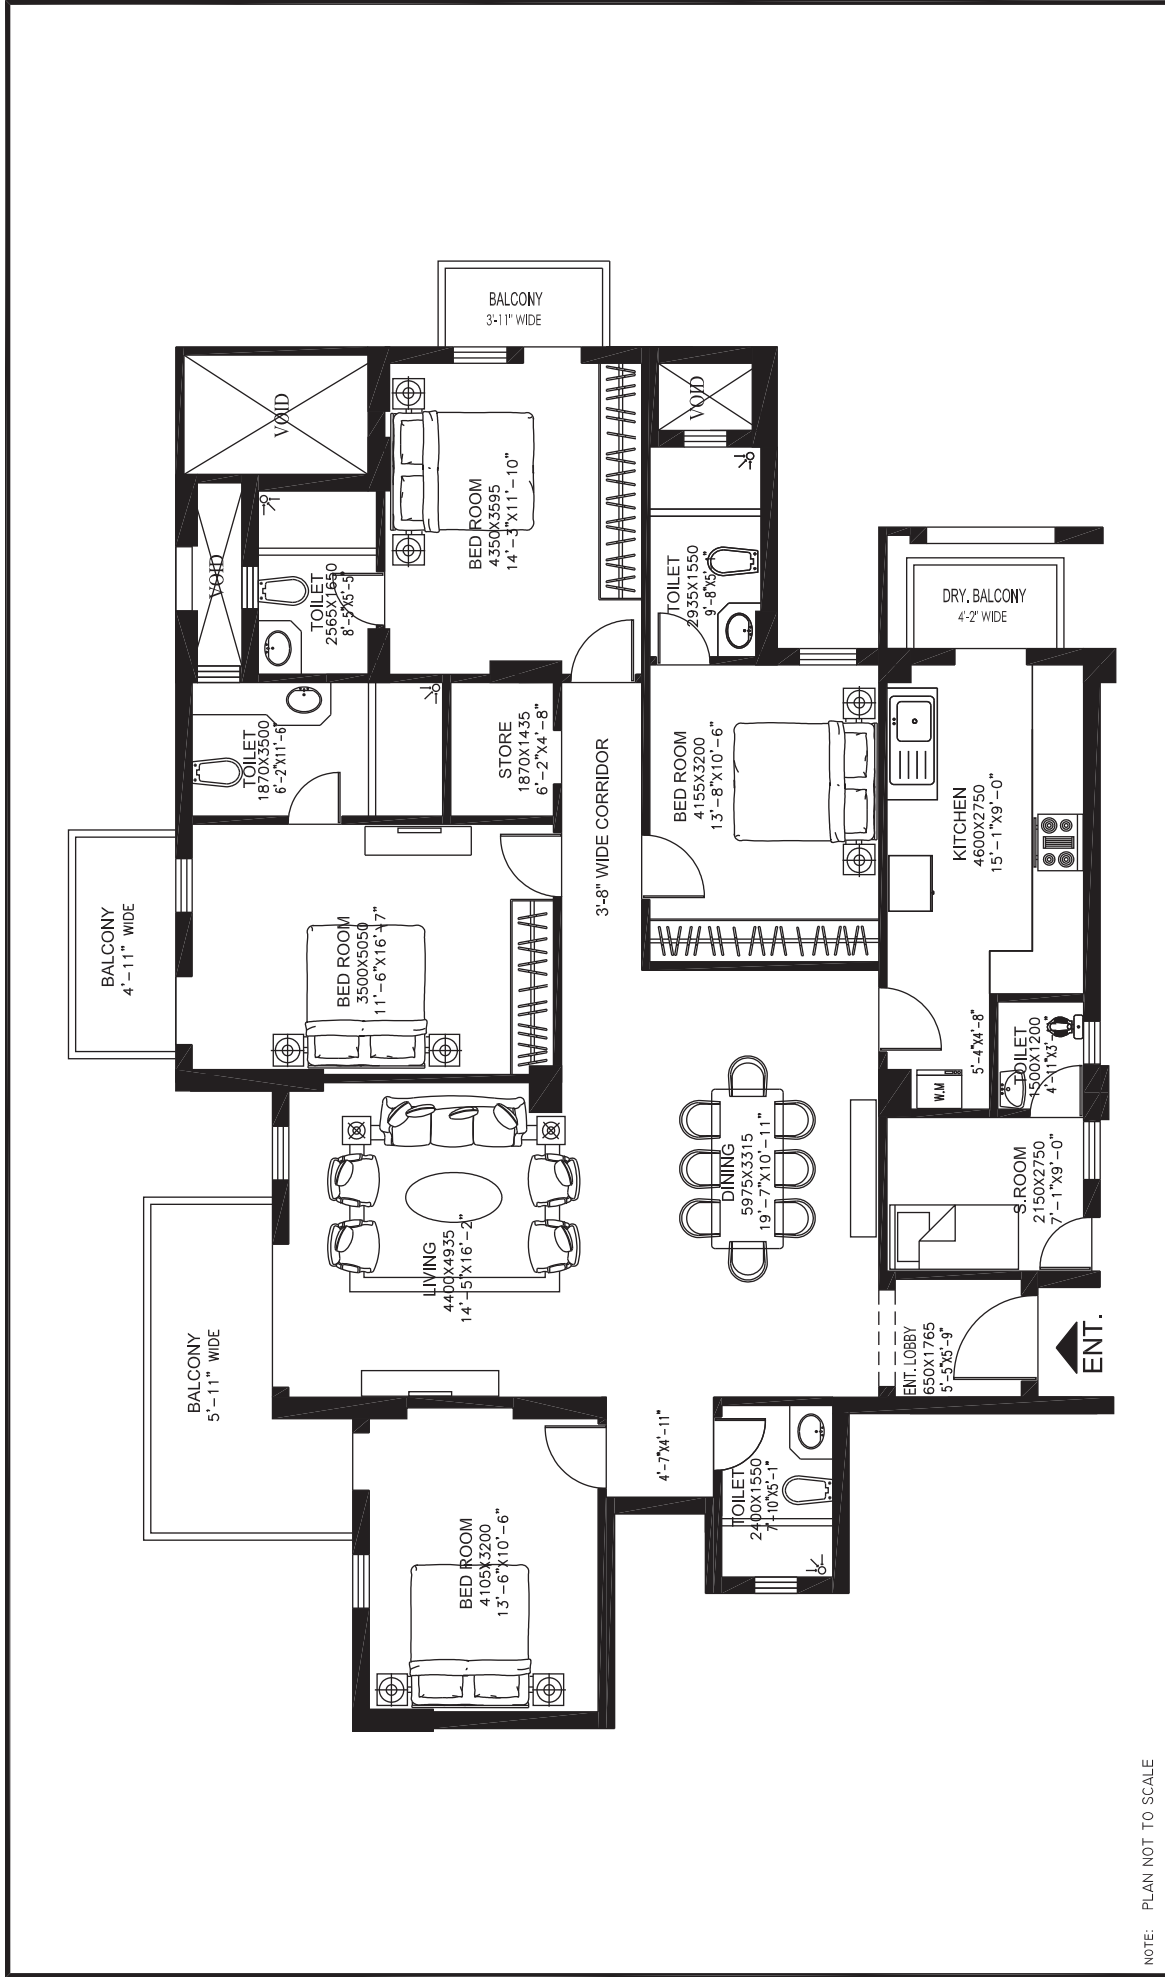 BALCONY
3'-11" WIDE
VOID
VOID
VOID
BED ROOM
4350X3595
14'-3"X11'-10"
TOILET
2565X1650
8'-5"X5'-5"
TOILET
2935X1550
DRY. BALCONY
4'-2" WIDE
TOILET
1870X3500
6'-2"X11'-6"
STORE
1870X1435
6'-2"X4'-8"
3'-8" WIDE CORRIDOR
BED ROOM
4155X3200
13'-8"X10'-6"
KITCHEN
4600X2750
15'-1"X9'-0"
BALCONY
4'-11" WIDE
BED ROOM
3500X5050
11'-6"X16'-7"
5'-4"X4'-8"
W.M
TOILET
1500X1200
DINING
5975X3315
19'-7"X10'-11"
S.ROOM
2150X2750
7'-1"X9'-0"
LIVING
4400X4935
14'-5"X16'-2"
BALCONY
5'-11" WIDE
ENT. LOBBY
650X1765
5'-5"X5'-9"
ENT.
4'-7"X4'-11"
TOILET
2400X1550
7'-10"X5'-1"
BED ROOM
4105X3200
13'-6"X10'-6"
NOTE: PLAN NOT TO SCALE